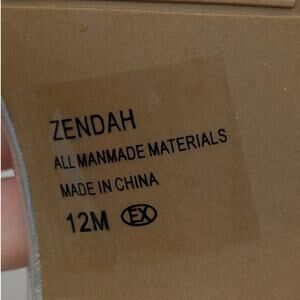 ZENDAH
ALL MANMADE MATERIALS
MADE IN CHINA
12M EX